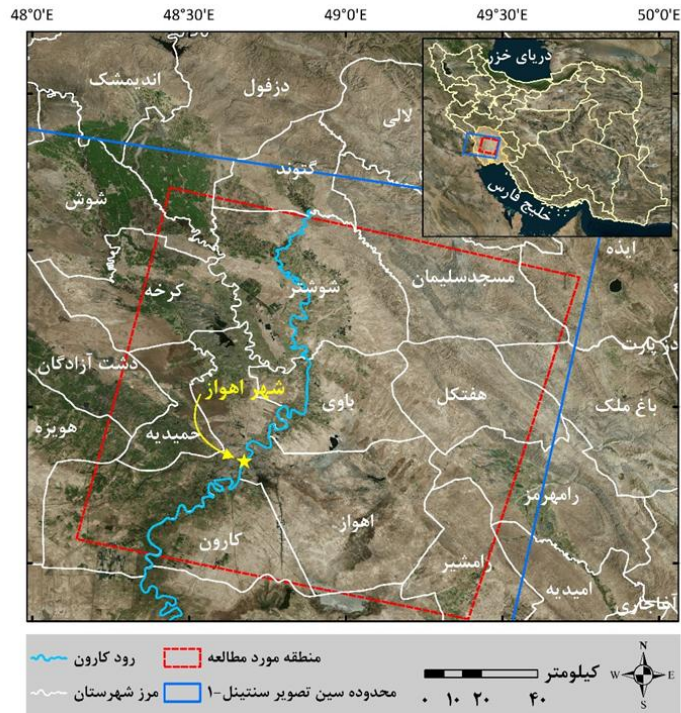 48°0'E 48°30'E 49°0'E 49°30'E 50°0'E
دریای خزر
خلیج فارس
اندیمشک
دزفول
لالی
گتوند
شوش
ایذه
مسجدسلیمان
شوشتر
کرخه
دزپارت
دشت آزادگان
شهر اهواز
باوی
هفتکل
باغ ملک
هویزه
حمیدیه
رامهرمز
اهواز
کارون
رامشیر
امیدیه
آغاجاری
رود کارون
منطقه مورد مطالعه
کیلومتر
مرز شهرستان
محدوده سین تصویر سنتینل-۱
۰ ۱۰ ۲۰ ۴۰
N
W E
S